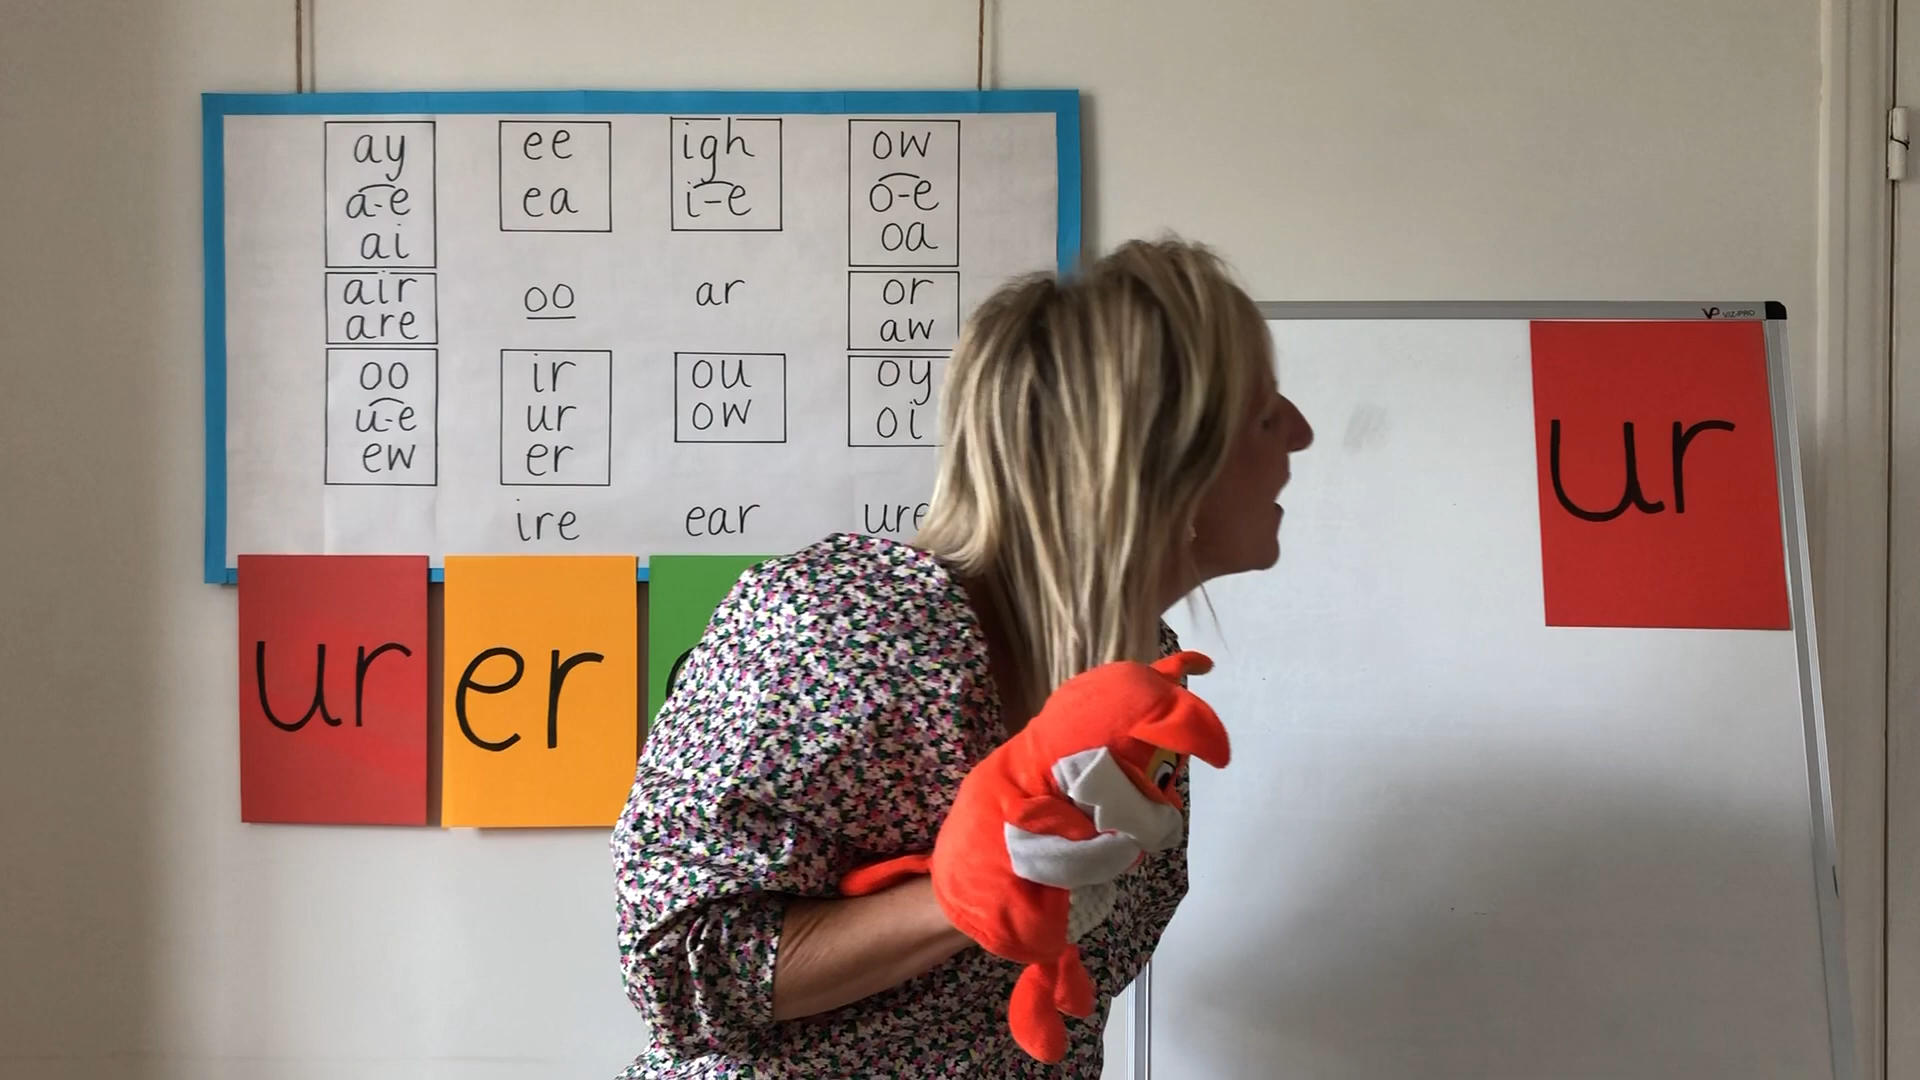 ay
a-e
ai
ee
ea
igh
i-e
ow
o-e
oa
air
are
oo
ar
or
aw
oo
u-e
ew
ir
ur
er
ou
ow
oy
oi
ire
ear
ure
ur
er
VP VIZ-PRO
ur